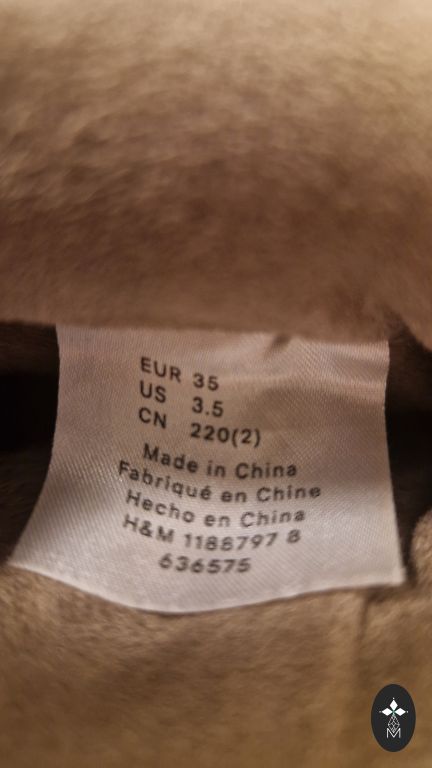 EUR 35
US 3.5
CN 220(2)
Made in China
Fabriqué en Chine
Hecho en China
H&M 1188797 8
636575
M